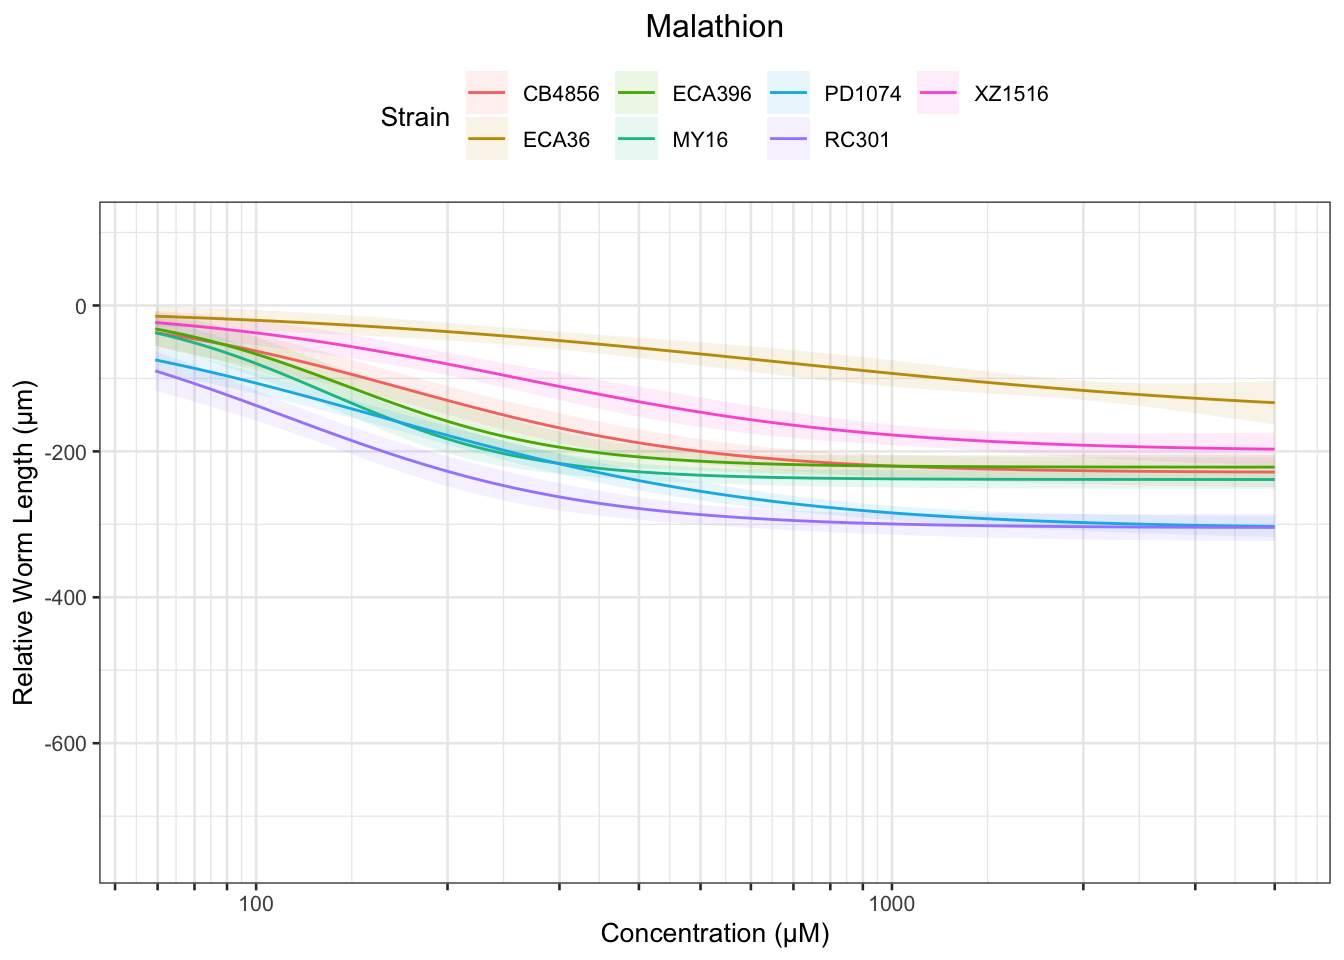 Malathion
Strain
CB4856 ECA396 PD1074 XZ1516
ECA36 MY16 RC301
Relative Worm Length (µm)
0
-200
-400
-600
100 1000
Concentration (µM)